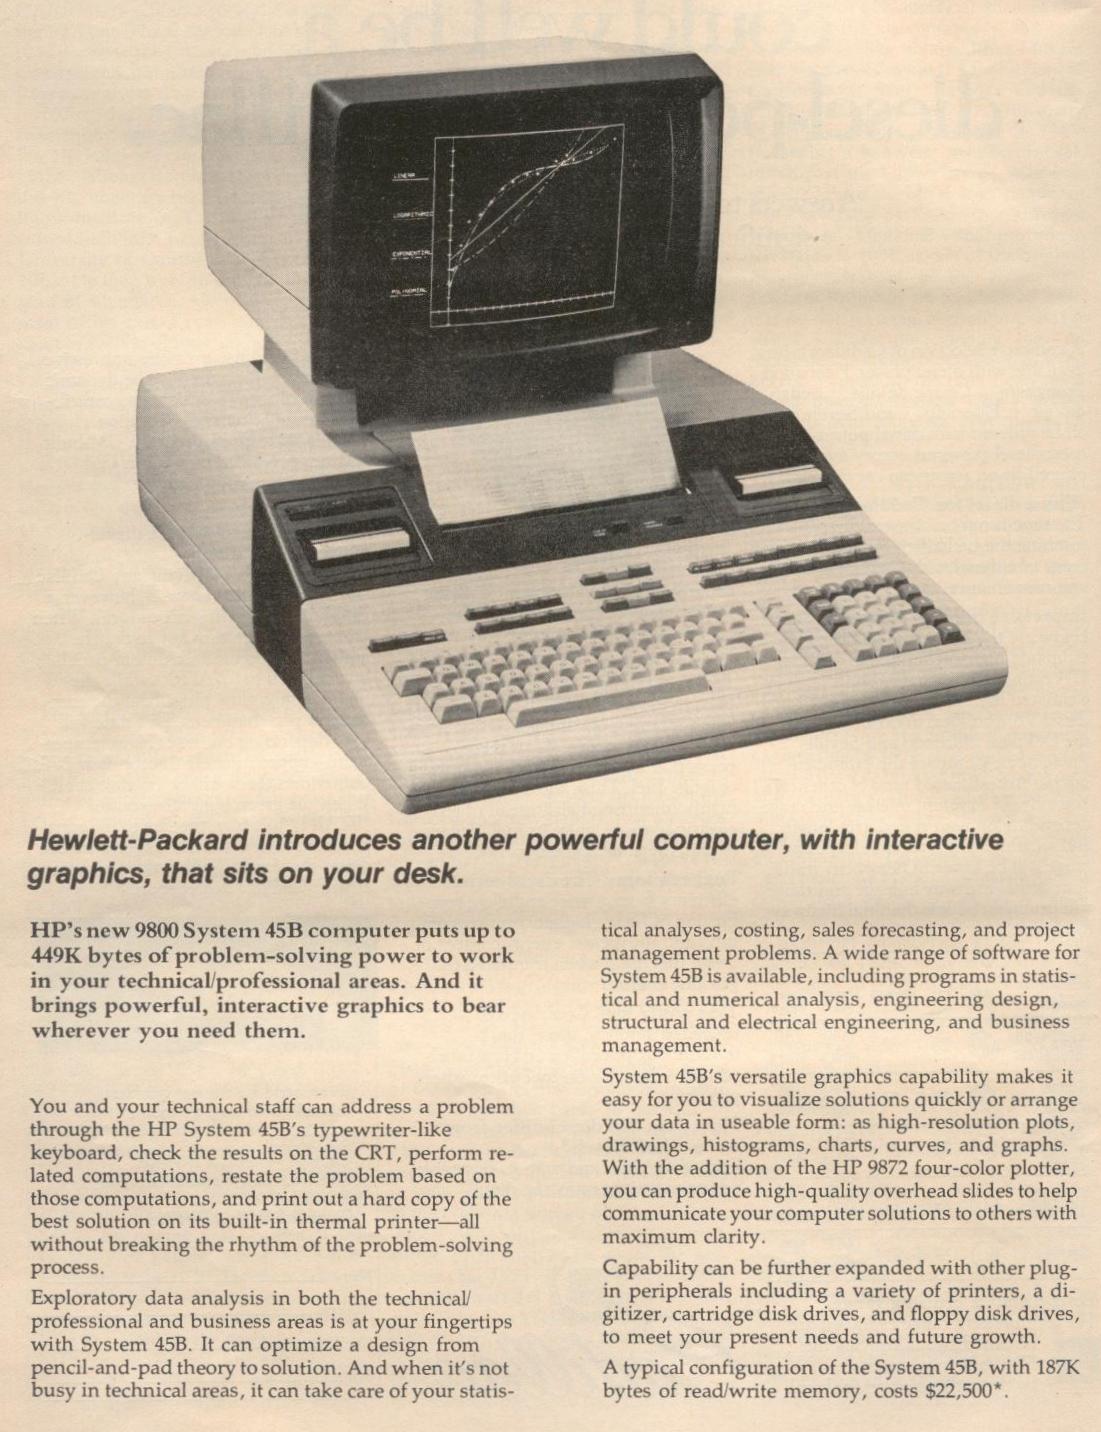 LINEAR
LOGARITHMIC
EXPONENTIAL
POLYNOMIAL
Hewlett-Packard introduces another powerful computer, with interactive
graphics, that sits on your desk.
HP's new 9800 System 45B computer puts up to
449K bytes of problem-solving power to work
in your technical/professional areas. And it
brings powerful, interactive graphics to bear
wherever you need them.
You and your technical staff can address a problem
through the HP System 45B's typewriter-like
keyboard, check the results on the CRT, perform re-
lated computations, restate the problem based on
those computations, and print out a hard copy of the
best solution on its built-in thermal printer—all
without breaking the rhythm of the problem-solving
process.
Exploratory data analysis in both the technical/
professional and business areas is at your fingertips
with System 45B. It can optimize a design from
pencil-and-pad theory to solution. And when it's not
busy in technical areas, it can take care of your statis-
tical analyses, costing, sales forecasting, and project
management problems. A wide range of software for
System 45B is available, including programs in statis-
tical and numerical analysis, engineering design,
structural and electrical engineering, and business
management.
System 45B's versatile graphics capability makes it
easy for you to visualize solutions quickly or arrange
your data in useable form: as high-resolution plots,
drawings, histograms, charts, curves, and graphs.
With the addition of the HP 9872 four-color plotter,
you can produce high-quality overhead slides to help
communicate your computer solutions to others with
maximum clarity.
Capability can be further expanded with other plug-
in peripherals including a variety of printers, a di-
gitizer, cartridge disk drives, and floppy disk drives,
to meet your present needs and future growth.
A typical configuration of the System 45B, with 187K
bytes of read/write memory, costs $22,500*.